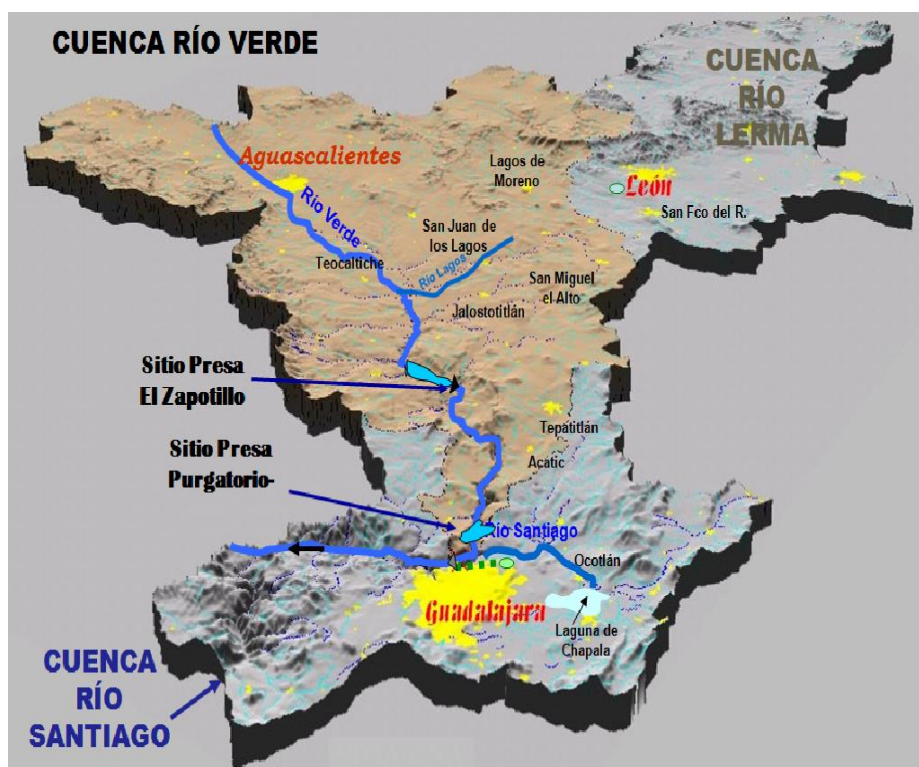 CUENCA RÍO VERDE
CUENCA
RÍO
LERMA
Aguascalientes
Lagos de
Moreno
León
San Fco del R.
Río Verde
San Juan de
los Lagos
Teocaltiche
Río Lagos
San Miguel
el Alto
Jalostotitlán
Sitio Presa
El Zapotillo
Tepatitlán
Sitio Presa
Purgatorio-
Acatic
Río Santiago
Ocotlán
Guadalajara
Laguna de
Chapala
CUENCA
RÍO
SANTIAGO